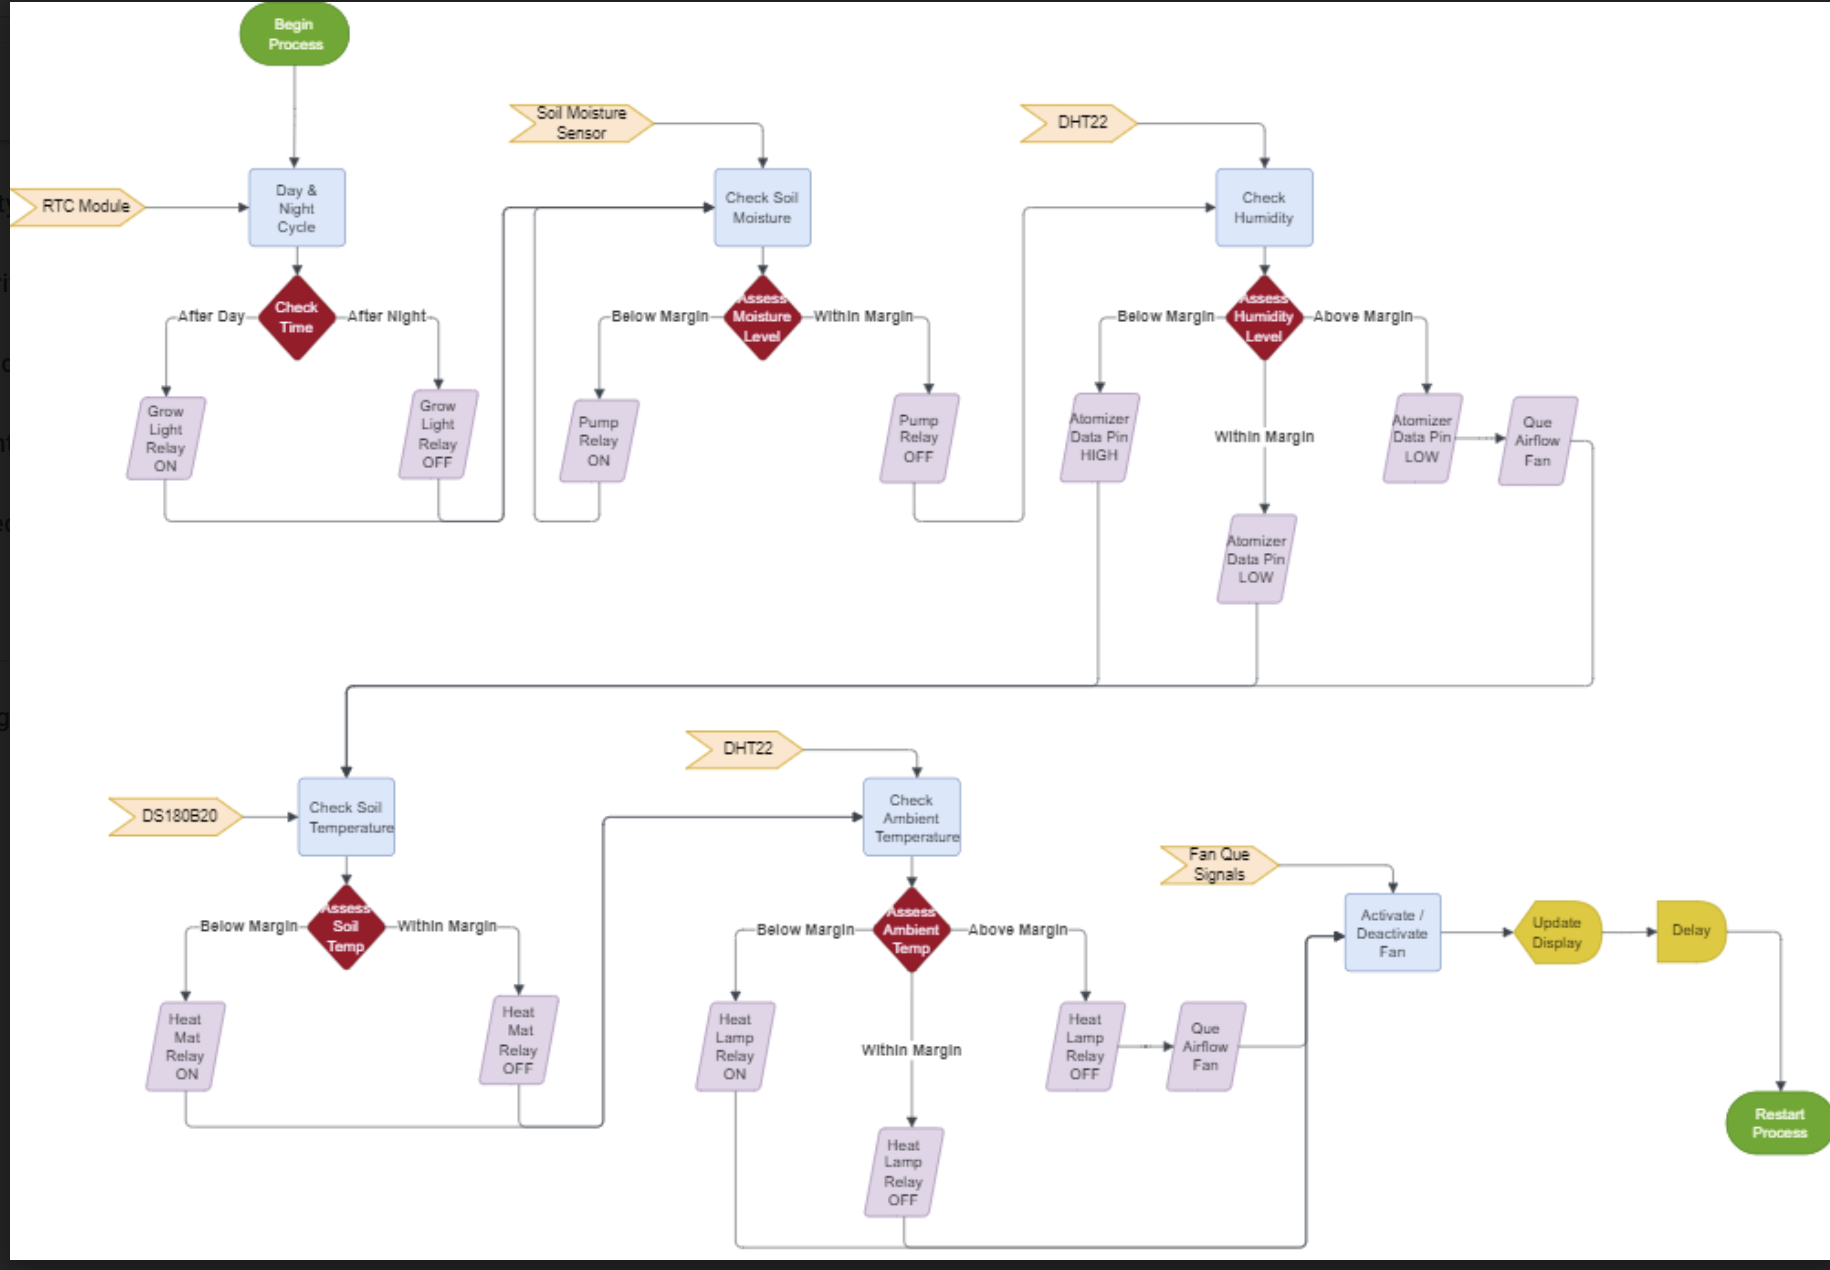 Begin
Process
Soil Moisture
Sensor
DHT22
RTC Module
Day &
Night
Cycle
Check Soil
Moisture
Check
Humidity
After Day
Check
Time
After Night
Below Margin
Assess
Moisture
Level
Within Margin
Below Margin
Assess
Humidity
Level
Above Margin
Grow
Light
Relay
ON
Grow
Light
Relay
OFF
Pump
Relay
ON
Pump
Relay
OFF
Atomizer
Data Pin
HIGH
Within Margin
Atomizer
Data Pin
LOW
Que
Airflow
Fan
Atomizer
Data Pin
LOW
DHT22
DS180B20
Check Soil
Temperature
Check
Ambient
Temperature
Fan Que
Signals
Below Margin
Assess
Soil
Temp
Within Margin
Below Margin
Assess
Ambient
Temp
Above Margin
Activate /
Deactivate
Fan
Update
Display
Delay
Heat
Mat
Relay
ON
Heat
Mat
Relay
OFF
Heat
Lamp
Relay
ON
Within Margin
Heat
Lamp
Relay
OFF
Que
Airflow
Fan
Heat
Lamp
Relay
OFF
Restart
Process